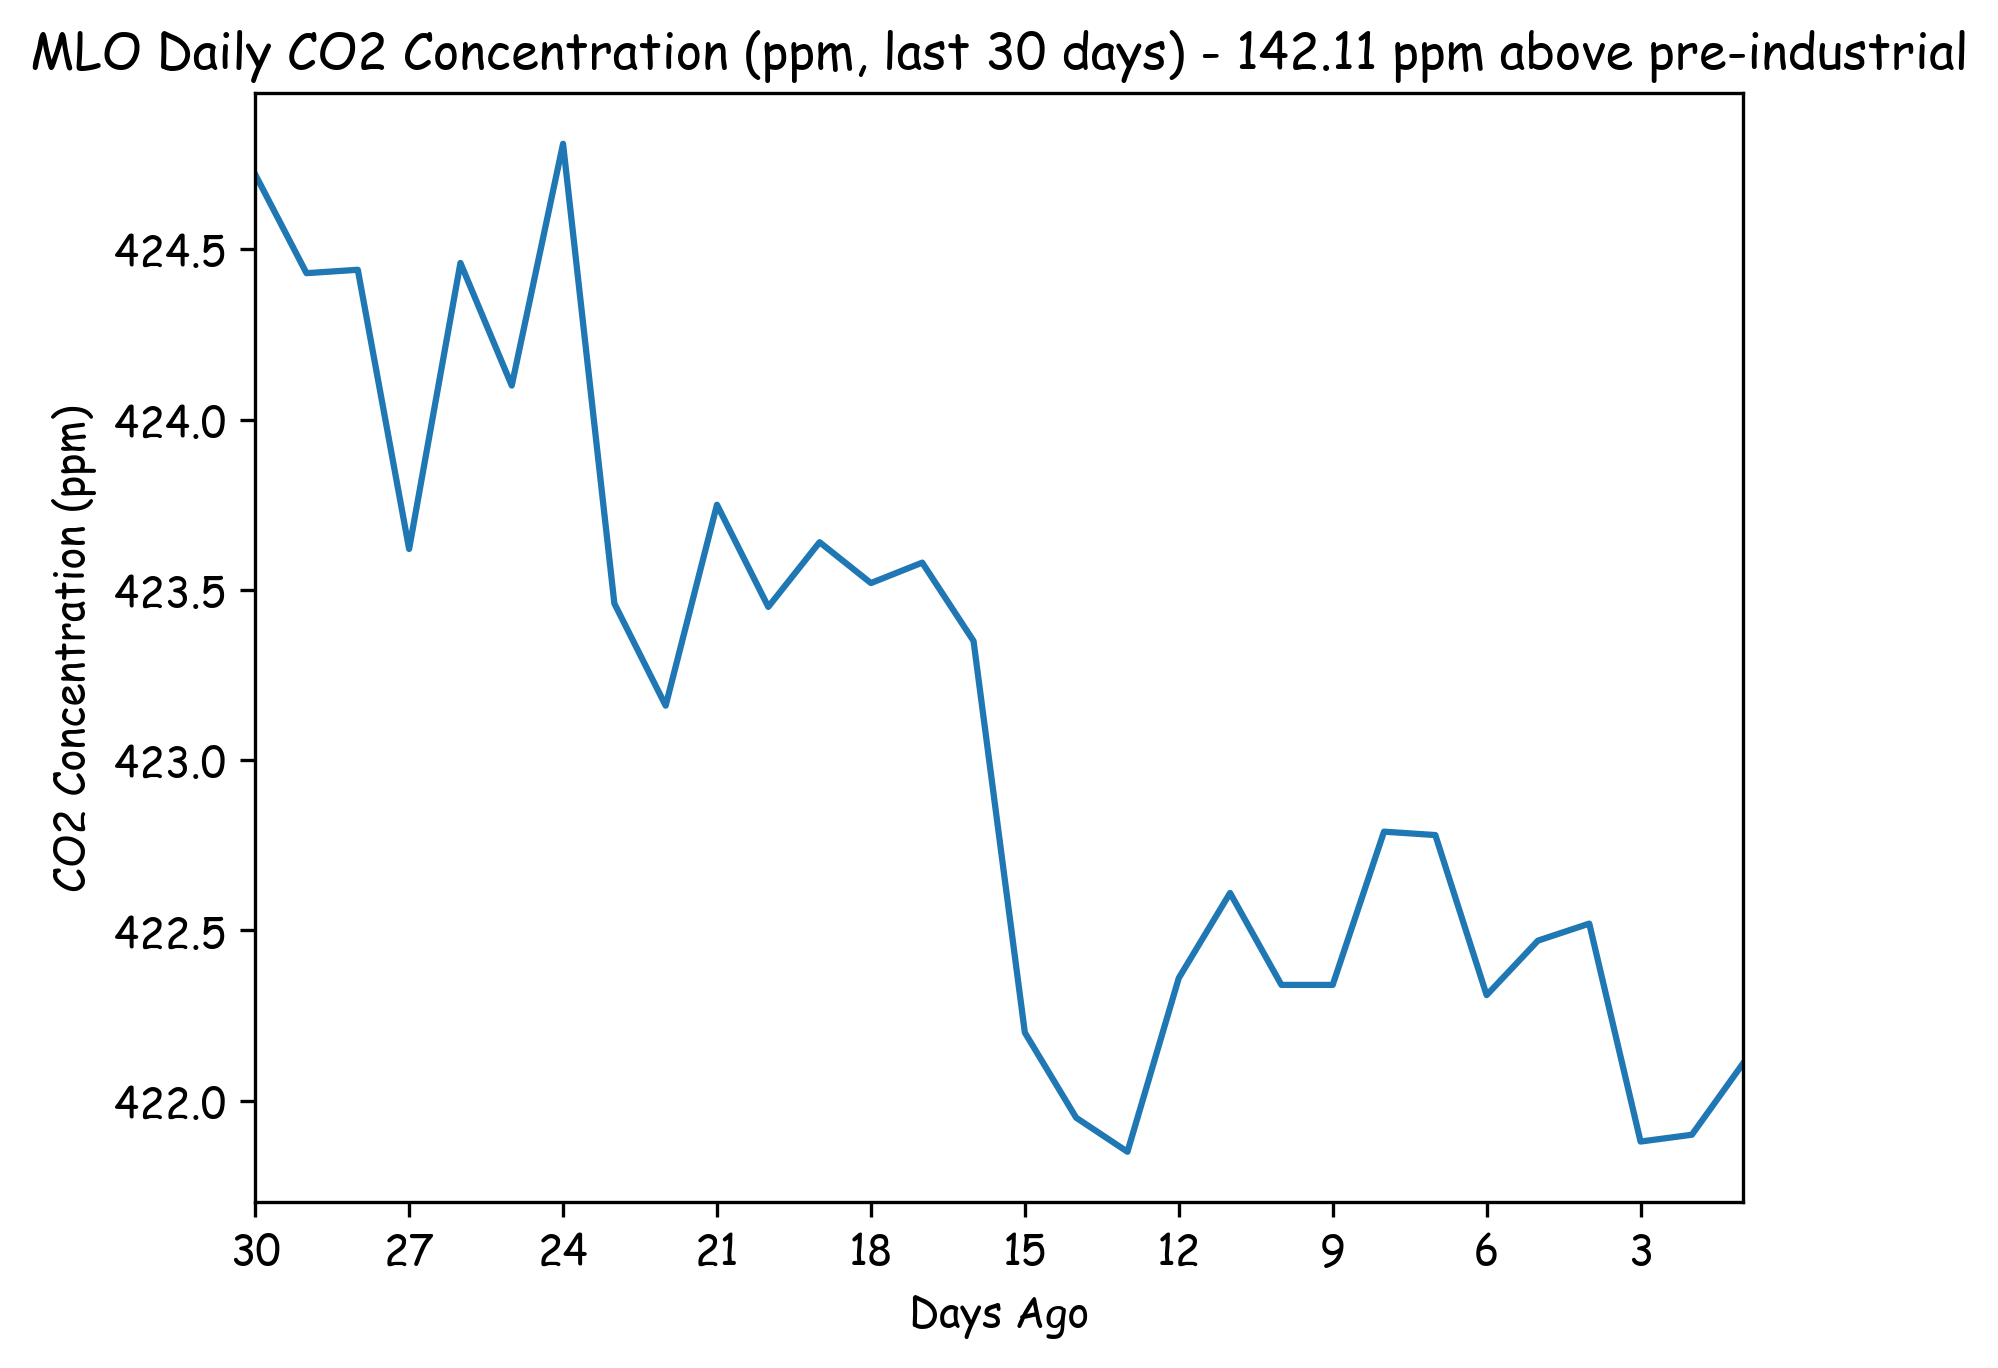 MLO Daily CO2 Concentration (ppm, last 30 days) - 142.11 ppm above pre-industrial
CO2 Concentration (ppm)
424.5
424.0
423.5
423.0
422.5
422.0
30 27 24 21 18 15 12 9 6 3
Days Ago